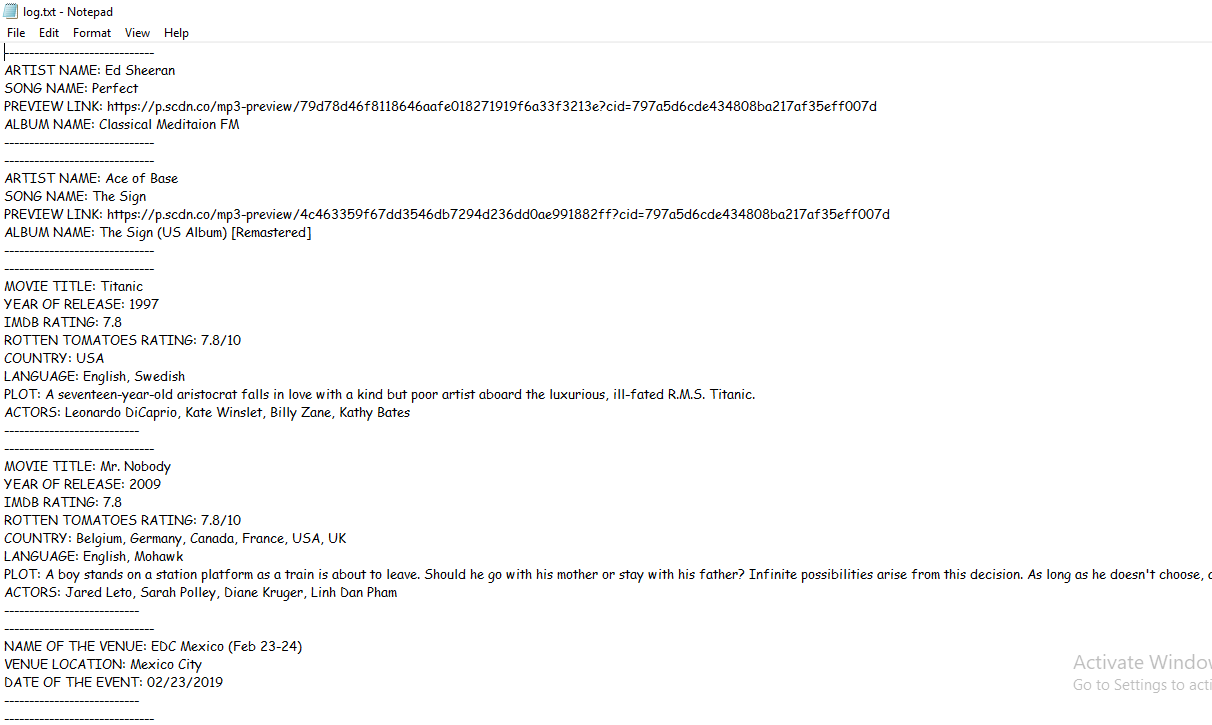 log.txt - Notepad
File Edit Format View Help
------------------------------
ARTIST NAME: Ed Sheeran
SONG NAME: Perfect
PREVIEW LINK: https://p.scdn.co/mp3-preview/79d78d46f8118646aafe018271919f6a33f3213e?cid=797a5d6cde434808ba217af35eff007d
ALBUM NAME: Classical Meditaion FM
------------------------------
------------------------------
ARTIST NAME: Ace of Base
SONG NAME: The Sign
PREVIEW LINK: https://p.scdn.co/mp3-preview/4c463359f67dd3546db7294d236dd0ae991882ff?cid=797a5d6cde434808ba217af35eff007d
ALBUM NAME: The Sign (US Album) [Remastered]
------------------------------
------------------------------
MOVIE TITLE: Titanic
YEAR OF RELEASE: 1997
IMDB RATING: 7.8
ROTTEN TOMATOES RATING: 7.8/10
COUNTRY: USA
LANGUAGE: English, Swedish
PLOT: A seventeen-year-old aristocrat falls in love with a kind but poor artist aboard the luxurious, ill-fated R.M.S. Titanic.
ACTORS: Leonardo DiCaprio, Kate Winslet, Billy Zane, Kathy Bates
---------------------------
------------------------------
MOVIE TITLE: Mr. Nobody
YEAR OF RELEASE: 2009
IMDB RATING: 7.8
ROTTEN TOMATOES RATING: 7.8/10
COUNTRY: Belgium, Germany, Canada, France, USA, UK
LANGUAGE: English, Mohawk
PLOT: A boy stands on a station platform as a train is about to leave. Should he go with his mother or stay with his father? Infinite possibilities arise from this decision. As long as he doesn't choose,
ACTORS: Jared Leto, Sarah Polley, Diane Kruger, Linh Dan Pham
---------------------------
------------------------------
NAME OF THE VENUE: EDC Mexico (Feb 23-24)
VENUE LOCATION: Mexico City
DATE OF THE EVENT: 02/23/2019
---------------------------
------------------------------
Activate Window
Go to Settings to acti